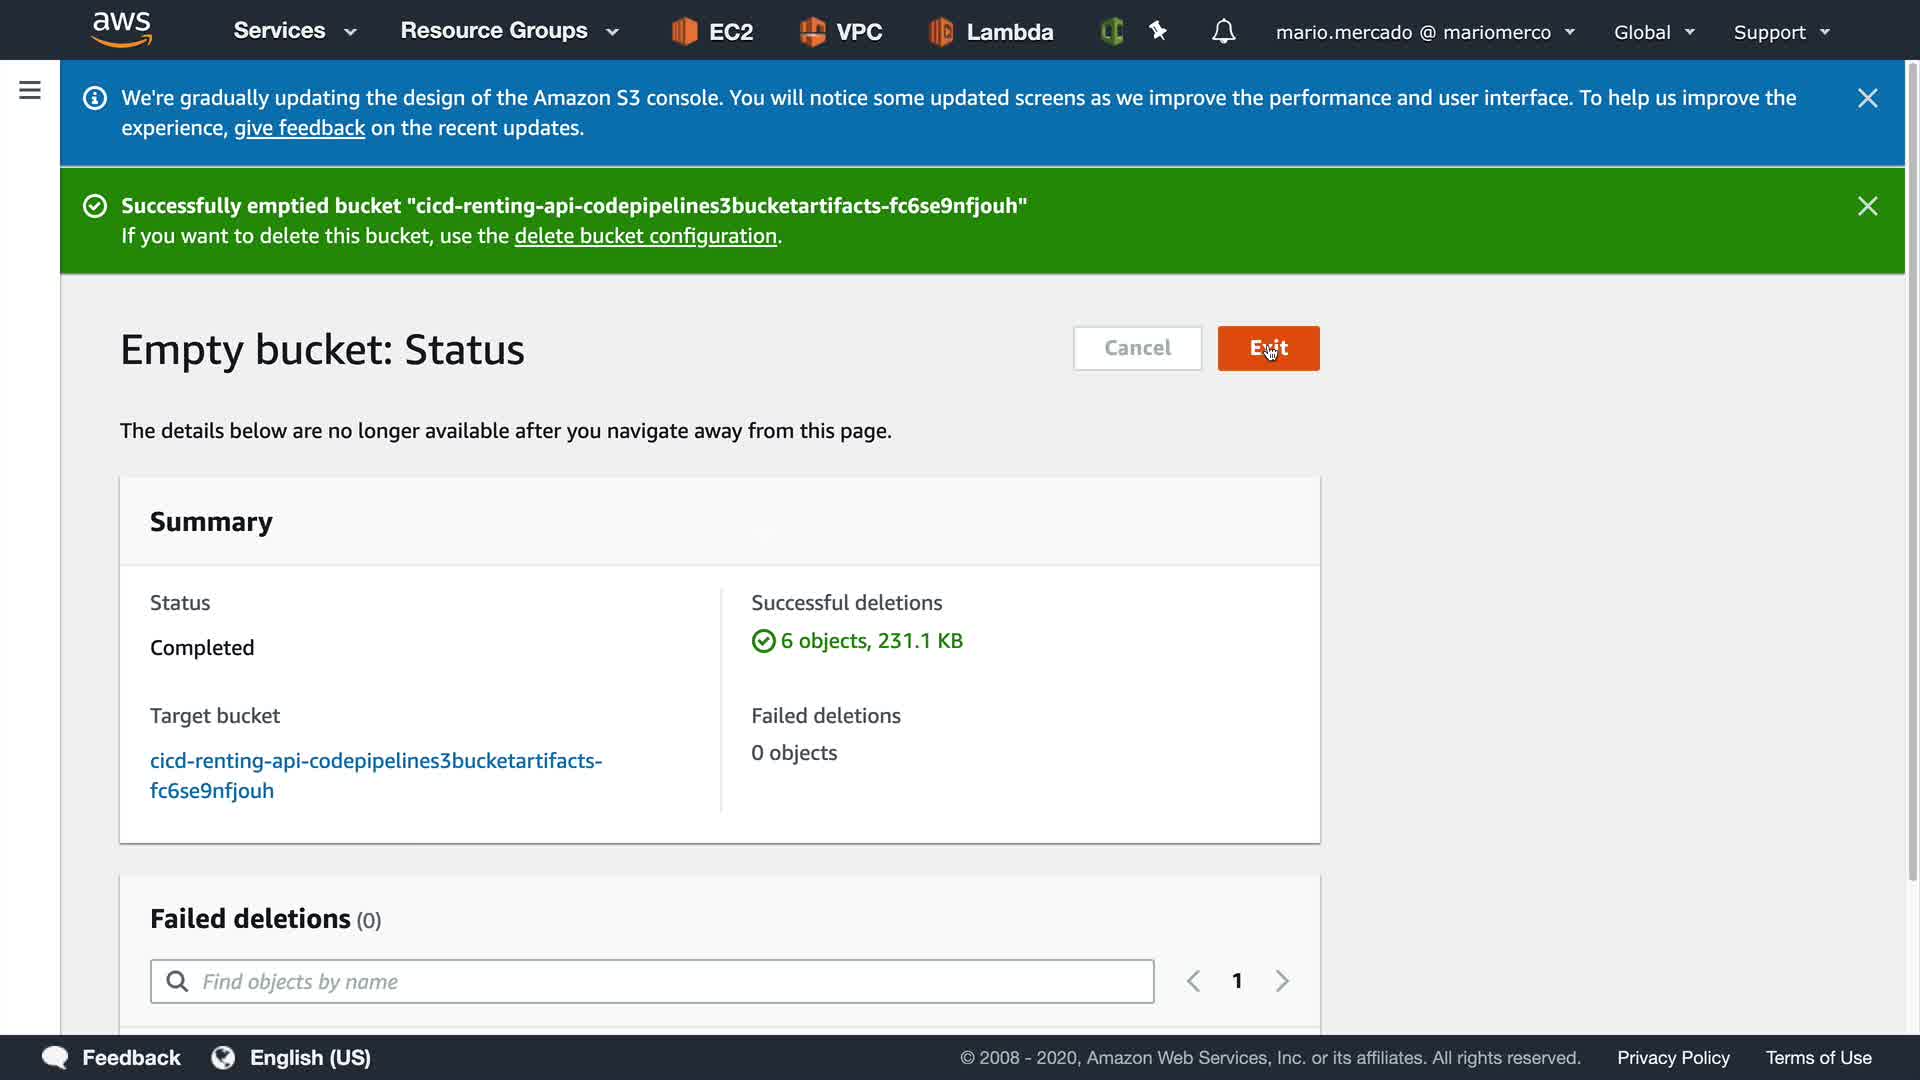 aws Services Resource Groups EC2 VPC Lambda mario.mercado @ mariomerco Global Support
We're gradually updating the design of the Amazon S3 console. You will notice some updated screens as we improve the performance and user interface. To help us improve the
experience, give feedback on the recent updates.
Successfully emptied bucket "cicd-renting-api-codepipelines3bucketartifacts-fc6se9nfjouh"
If you want to delete this bucket, use the delete bucket configuration.
Empty bucket: Status
Cancel
Exit
The details below are no longer available after you navigate away from this page.
Summary
Status
Completed
Successful deletions
6 objects, 231.1 KB
Target bucket
cicd-renting-api-codepipelines3bucketartifacts-
fc6se9nfjouh
Failed deletions
0 objects
Failed deletions (0)
Find objects by name
1
Feedback English (US) © 2008 - 2020, Amazon Web Services, Inc. or its affiliates. All rights reserved. Privacy Policy Terms of Use